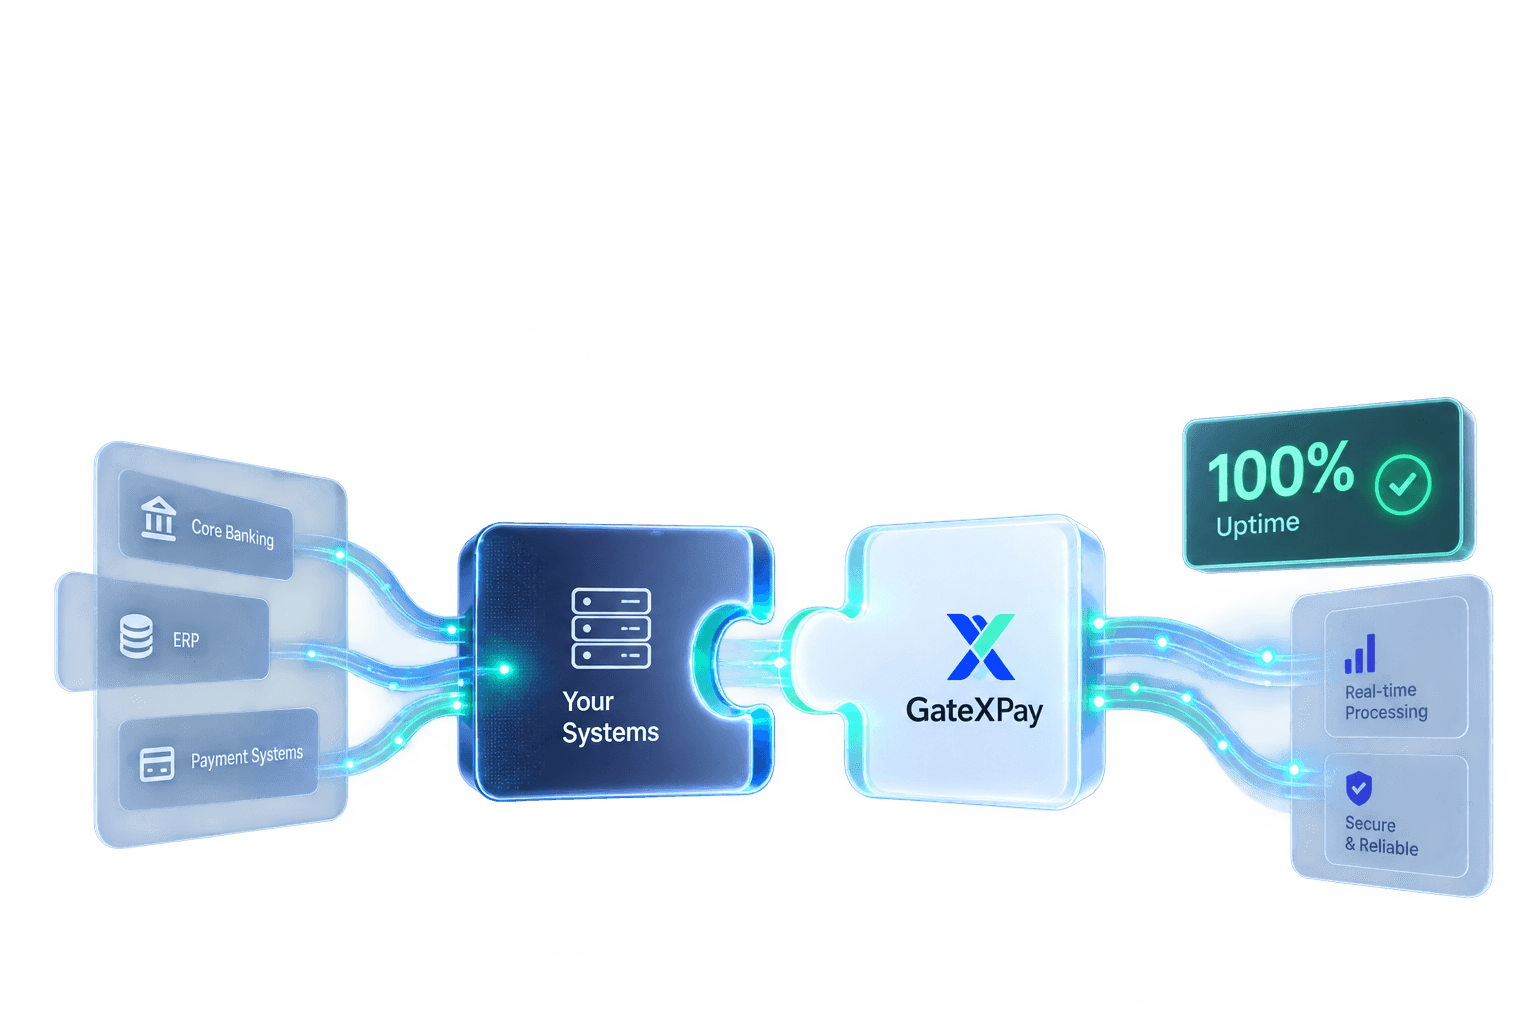 Core Banking
ERP
Payment Systems
Your
Systems
GateXPay
100%
Uptime
Real-time
Processing
Secure
& Reliable